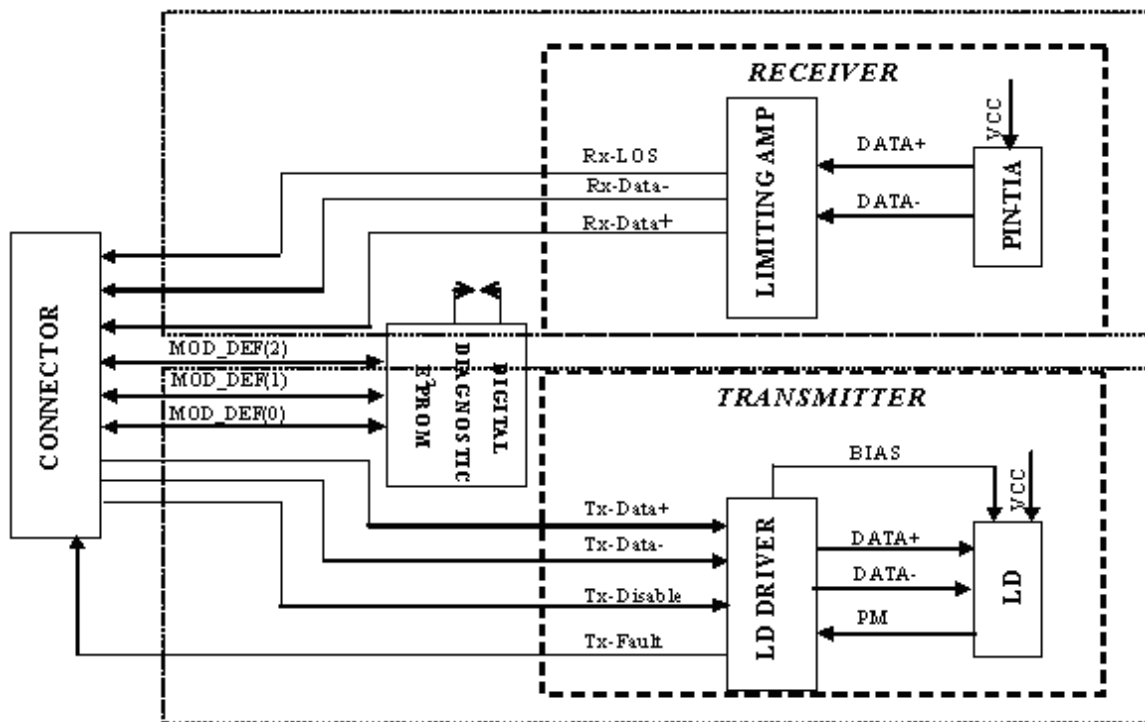 RECEIVER
VCC
LIMITING AMP
DATA+
DATA-
PIN-TIA
Rx-LOS
Rx-Data-
Rx-Data+
CONNECTOR
MOD_DEF(2)
MOD_DEF(1)
MOD_DEF(0)
DIGITAL
DIAGNOSTIC
E²PROM
TRANSMITTER
BIAS
VCC
Tx-Data+
Tx-Data-
Tx-Disable
Tx-Fault
LD DRIVER
DATA+
DATA-
PM
LD